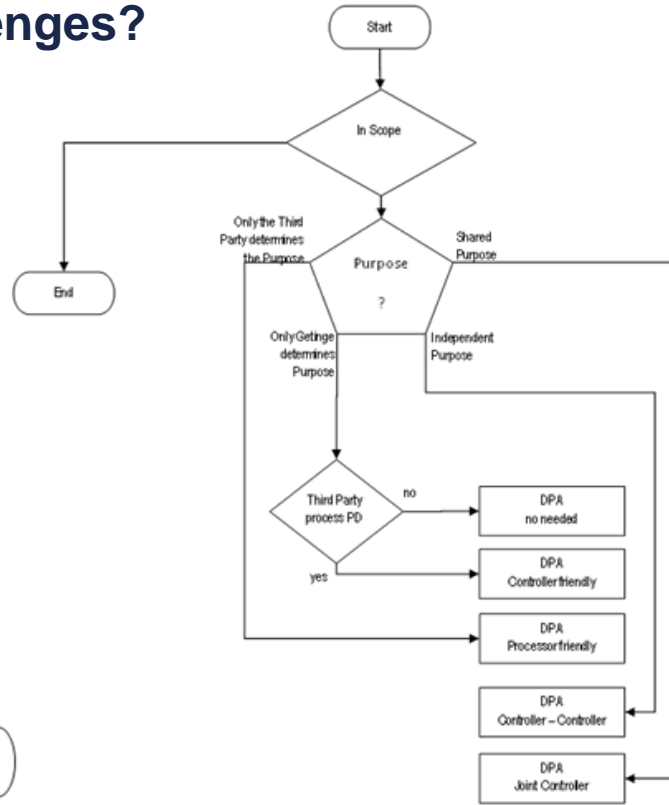 enges?
Start
In Scope
Only the Third
Party determines
the Purpose
Shared
Purpose
Purpose
?
End
Only Getinge
determines
Purpose
Independent
Purpose
Third Party
process PD
no
yes
DPA
no needed
DPA
Controller friendly
DPA
Processor friendly
DPA
Controller – Controller
DPA
Joint Controller